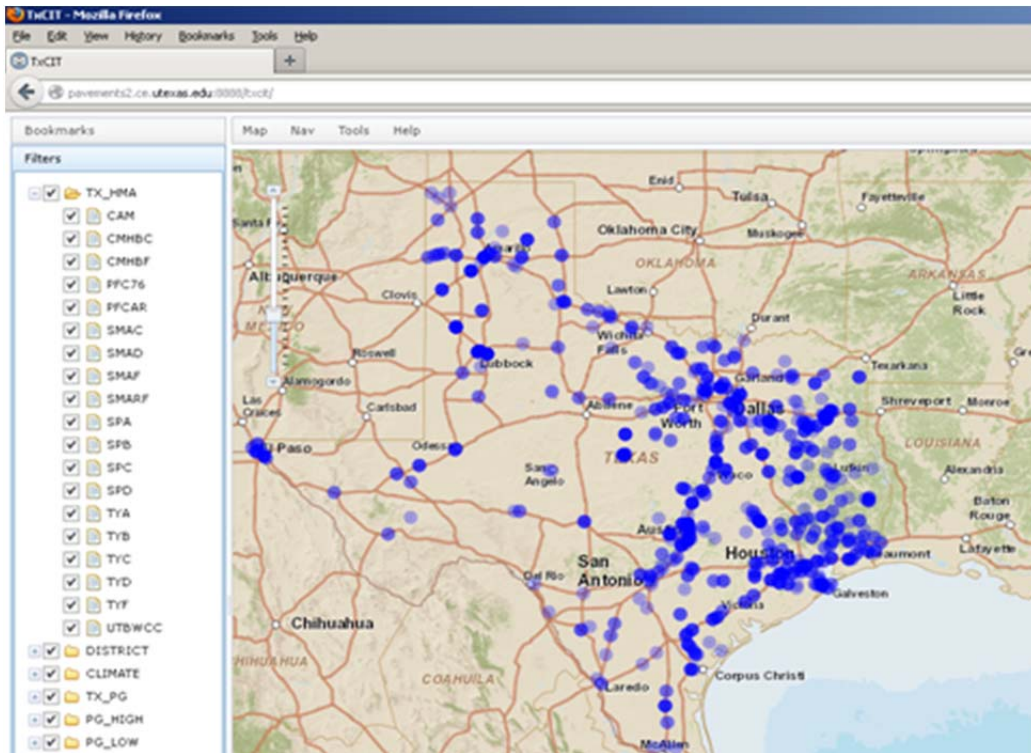 TxCIT - Mozilla Firefox
File Edit View History Bookmarks Tools Help
TxCIT
pavements2.ce.utexas.edu:8888/txcit/
Bookmarks
Map Nav Tools Help
Filters
TX_HMA
CAM
CMHBC
CMHBF
PFC76
PFCAR
SMAC
SMAD
SMAF
SMARF
SPA
SPB
SPC
SPD
TYA
TYB
TYC
TYD
TYF
UTBWCC
DISTRICT
CLIMATE
TX_PG
PG_HIGH
PG_LOW
Enid
Tulsa
Fayetteville
Santa F
Oklahoma City
Muskogee
OKLAHOMA
ARKANSAS
Albuquerque
Clovis
Lawton
Little
Rock
Durant
Wichita
Falls
Roswell
Lubbock
Garland
Texarkana
Alamogordo
Las
Cruces
Carlsbad
Abilene
Fort
Worth
Dallas
Shreveport
Monroe
El Paso
Odessa
TEXAS
LOUISIANA
San
Angelo
Waco
Lufkin
Alexandria
Baton
Rouge
Aus
Houston
Beaumont
Lafayette
San
Antonio
Del Rio
Galveston
Victoria
Chihuahua
HIHUAHUA
COAHUILA
Corpus Christi
Laredo
McAllen